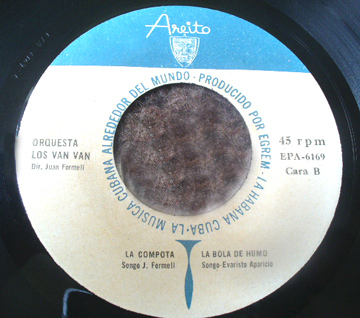 Areito
LA MUSICA CUBANA ALREDEDOR DEL MUNDO · PRODUCIDO POR EGREM · LA HABANA CUBA ·
ORQUESTA
LOS VAN VAN
Dir. Juan Formell
45 rpm
EPA-6169
Cara B
LA COMPOTA
Songo J. Formell
LA BOLA DE HUMO
Songo-Evaristo Aparicio